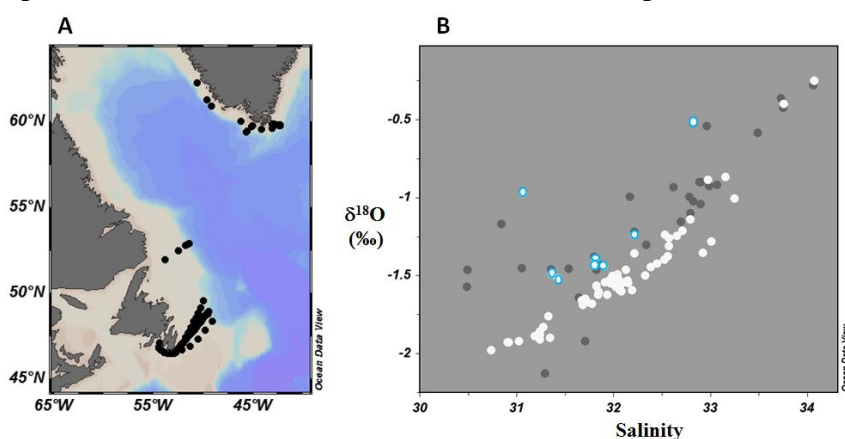 A
60°N
55°N
50°N
45°N
65°W
55°W
45°W
Ocean Data View
B
δ¹⁸O
(‰)
-0.5
-1
-1.5
-2
30
31
32
33
34
Salinity
Ocean Data View